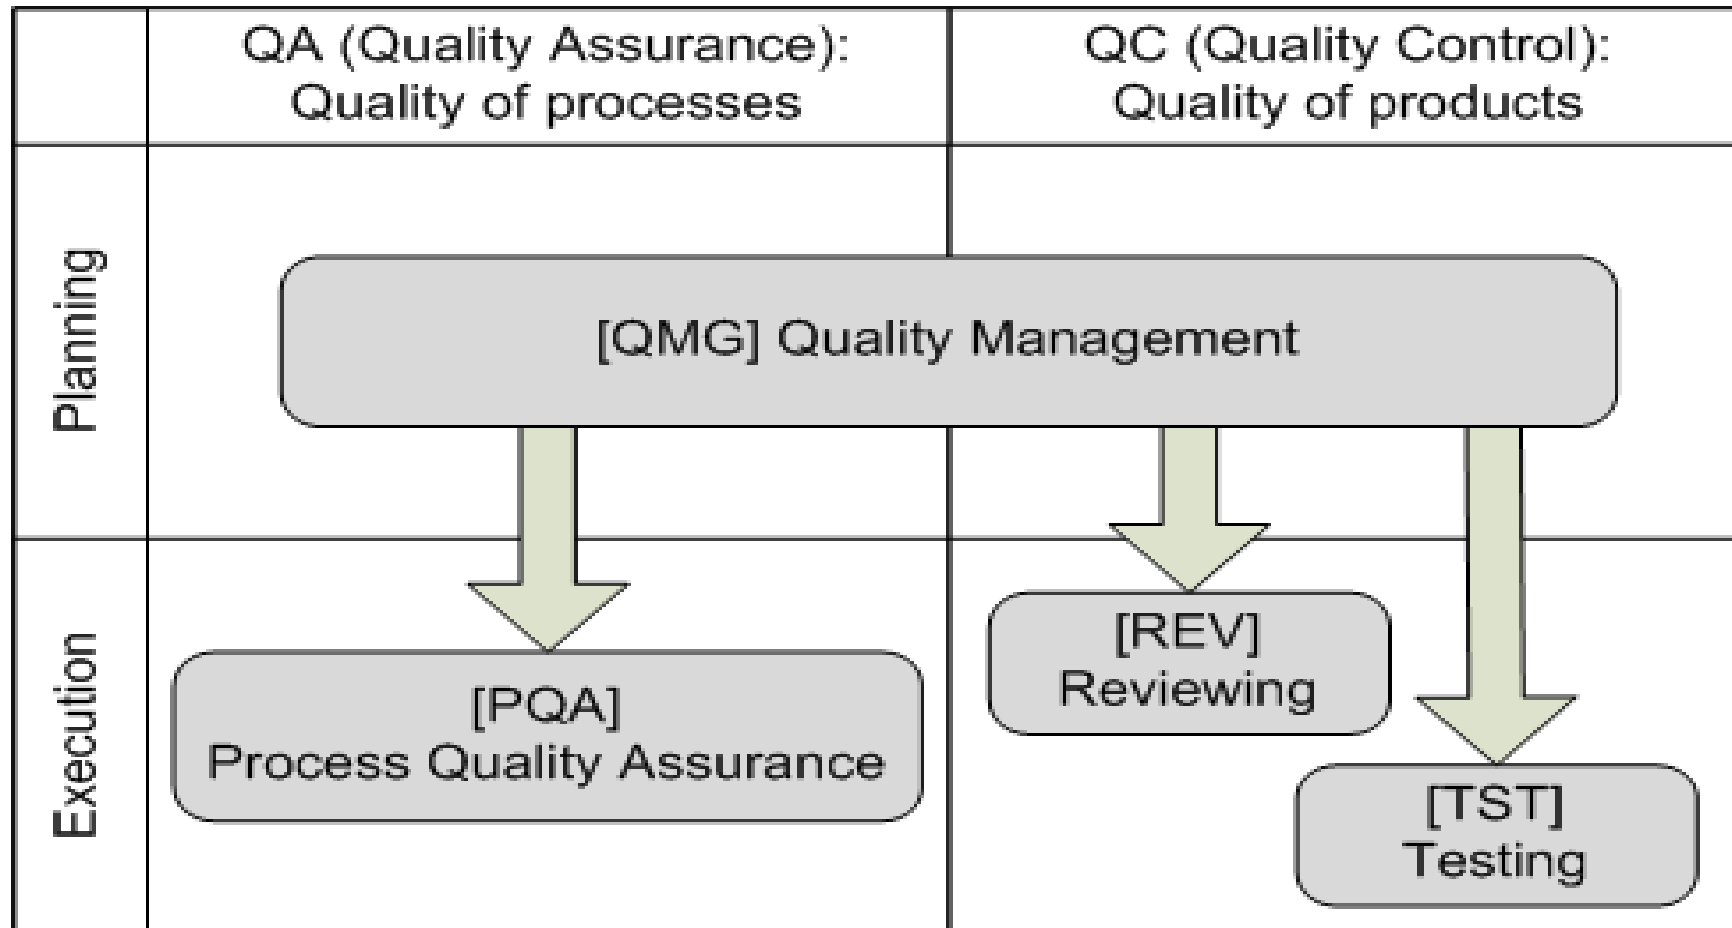 QA (Quality Assurance):
Quality of processes
QC (Quality Control):
Quality of products
Planning
[QMG] Quality Management
Execution
[PQA]
Process Quality Assurance
[REV]
Reviewing
[TST]
Testing